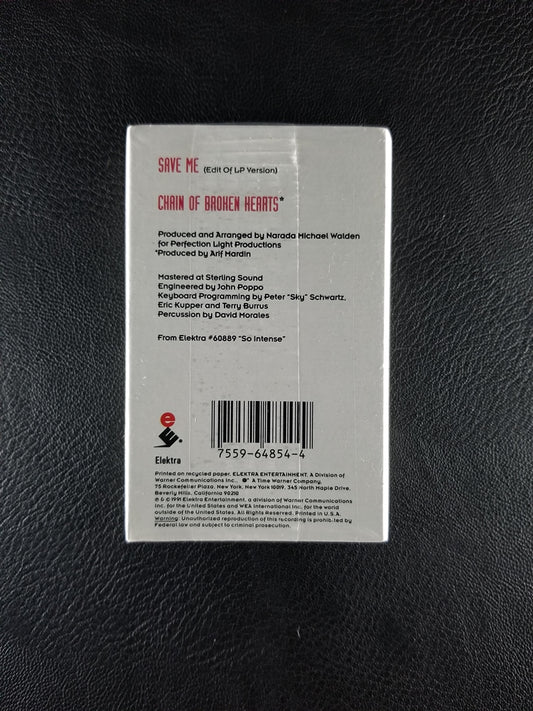 SAVE ME (Edit Of LP Version)
CHAIN OF BROKEN HEARTS*
Produced and Arranged by Narada Michael Walden
for Perfection Light Productions
*Produced by Arif Mardin
Mastered at Sterling Sound
Engineered by John Poppo
Keyboard Programming by Peter "Sky" Schwartz,
Eric Kupper and Terry Burrus
Percussion by David Morales
From Elektra #60889 "So Intense"
e
Elektra
7559-64854-4
Printed on recycled paper. ELEKTRA ENTERTAINMENT, A Division of
Warner Communications Inc., A Time Warner Company,
75 Rockefeller Plaza, New York, New York 10019, 345 North Maple Drive,
Beverly Hills, California 90210
℗ & © 1991 Elektra Entertainment, a division of Warner Communications
Inc. for the United States and WEA International Inc. for the world
outside of the United States. All Rights Reserved. Printed in U.S.A.
Warning: Unauthorized reproduction of this recording is prohibited by
Federal law and subject to criminal prosecution.